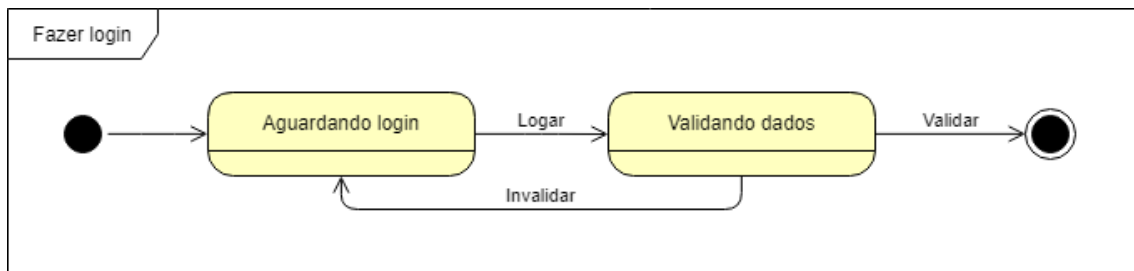 Fazer login
Aguardando login
Logar
Validando dados
Validar
Invalidar